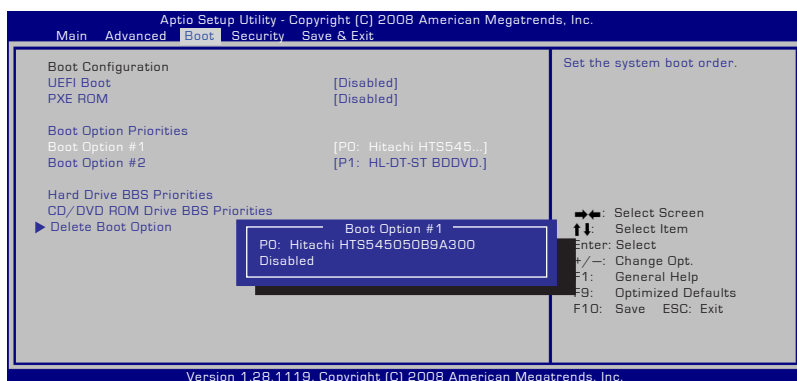 Aptio Setup Utility - Copyright (C) 2008 American Megatrends, Inc.
Main Advanced Boot Security Save & Exit
Boot Configuration
UEFI Boot [Disabled]
PXE ROM [Disabled]
Boot Option Priorities
Boot Option #1 [P0: Hitachi HTS545...]
Boot Option #2 [P1: HL-DT-ST BDDVD.]
Hard Drive BBS Priorities
CD/DVD ROM Drive BBS Priorities
Delete Boot Option
Boot Option #1
P0: Hitachi HTS545050B9A300
Disabled
Set the system boot order.
→←: Select Screen
↑↓: Select Item
Enter: Select
+/—: Change Opt.
F1: General Help
F9: Optimized Defaults
F10: Save ESC: Exit
Version 1.28.1119. Copyright (C) 2008 American Megatrends, Inc.